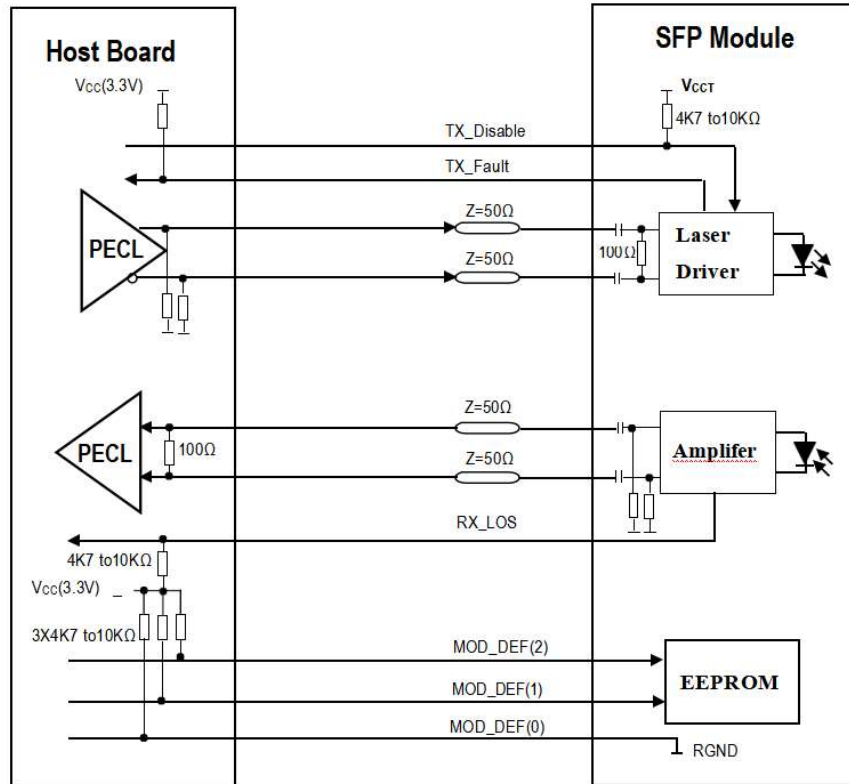 Host Board
SFP Module
Vcc(3.3V)
VCCT
4K7 to10KΩ
TX_Disable
TX_Fault
Z=50Ω
PECL
Z=50Ω
100Ω
Laser
Driver
Z=50Ω
PECL
100Ω
Z=50Ω
Amplifer
RX_LOS
4K7 to10KΩ
Vcc(3.3V)
3X4K7 to10KΩ
MOD_DEF(2)
MOD_DEF(1)
MOD_DEF(0)
EEPROM
RGND